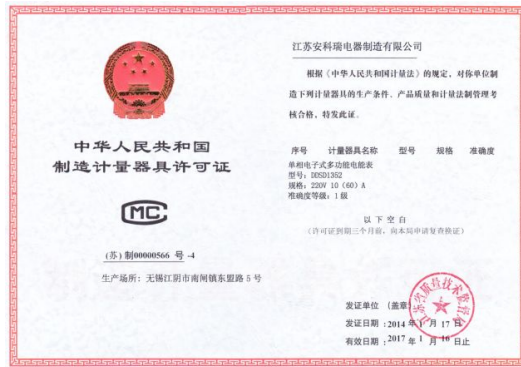 中华人民共和国
制造计量器具许可证
CMC
(苏)制00000566 号 -4
生产场所：无锡江阴市南闸镇东盟路5号
江苏安科瑞电器制造有限公司
根据《中华人民共和国计量法》的规定，对你单位制
造下列计量器具的生产条件、产品质量和计量法制管理考
核合格，特发此证。
序号 计量器具名称 型号 规格 准确度
单相电子式多功能电能表
型号：DDSD1352
规格：220V 10（60）A
准确度等级：1级
以下空白
（许可证到期三个月前，向本局申请复查换证）
江苏省质量技术监督局
发证单位 （盖章）
发证日期：2014 年 1 月 17 日
有效日期：2017 年 1 月 16 日止